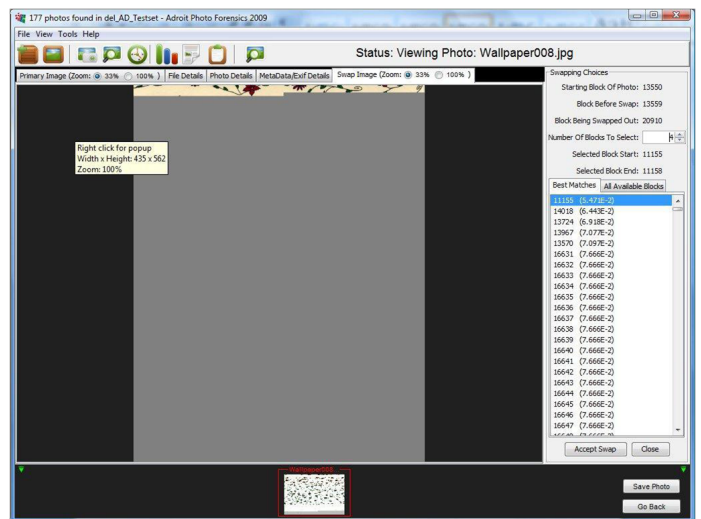 177 photos found in del_AD_Testset - Adroit Photo Forensics 2009
File View Tools Help
Status: Viewing Photo: Wallpaper008.jpg
Primary Image (Zoom: 33% 100% ) File Details Photo Details MetaData/Exif Details Swap Image (Zoom: 33% 100% )
Right click for popup
Width x Height: 435 x 562
Zoom: 100%
Swapping Choices
Starting Block Of Photo: 13550
Block Before Swap: 13559
Block Being Swapped Out: 20910
Number Of Blocks To Select: 4
Selected Block Start: 11155
Selected Block End: 11158
Best Matches All Available Blocks
11155 (5.471E-2)
14018 (6.443E-2)
13724 (6.918E-2)
13967 (7.077E-2)
13570 (7.097E-2)
16631 (7.666E-2)
16632 (7.666E-2)
16633 (7.666E-2)
16634 (7.666E-2)
16635 (7.666E-2)
16636 (7.666E-2)
16637 (7.666E-2)
16638 (7.666E-2)
16639 (7.666E-2)
16640 (7.666E-2)
16641 (7.666E-2)
16642 (7.666E-2)
16643 (7.666E-2)
16644 (7.666E-2)
16645 (7.666E-2)
16646 (7.666E-2)
16647 (7.666E-2)
Accept Swap Close
Wallpaper008
Save Photo
Go Back